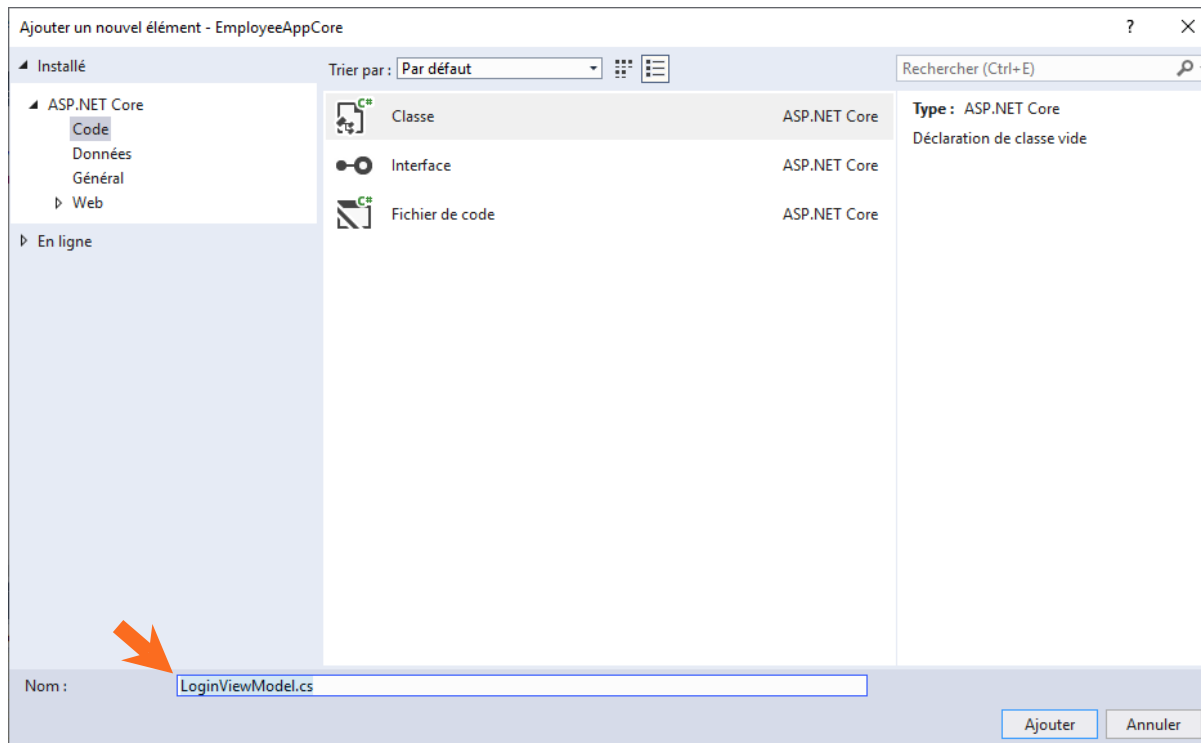 Ajouter un nouvel élément - EmployeeAppCore
?
Installé
Trier par : Par défaut
Rechercher (Ctrl+E)
ASP.NET Core
Code
Données
Général
Web
En ligne
C# Classe ASP.NET Core
Interface ASP.NET Core
C# Fichier de code ASP.NET Core
Type : ASP.NET Core
Déclaration de classe vide
Nom : LoginViewModel.cs
Ajouter Annuler